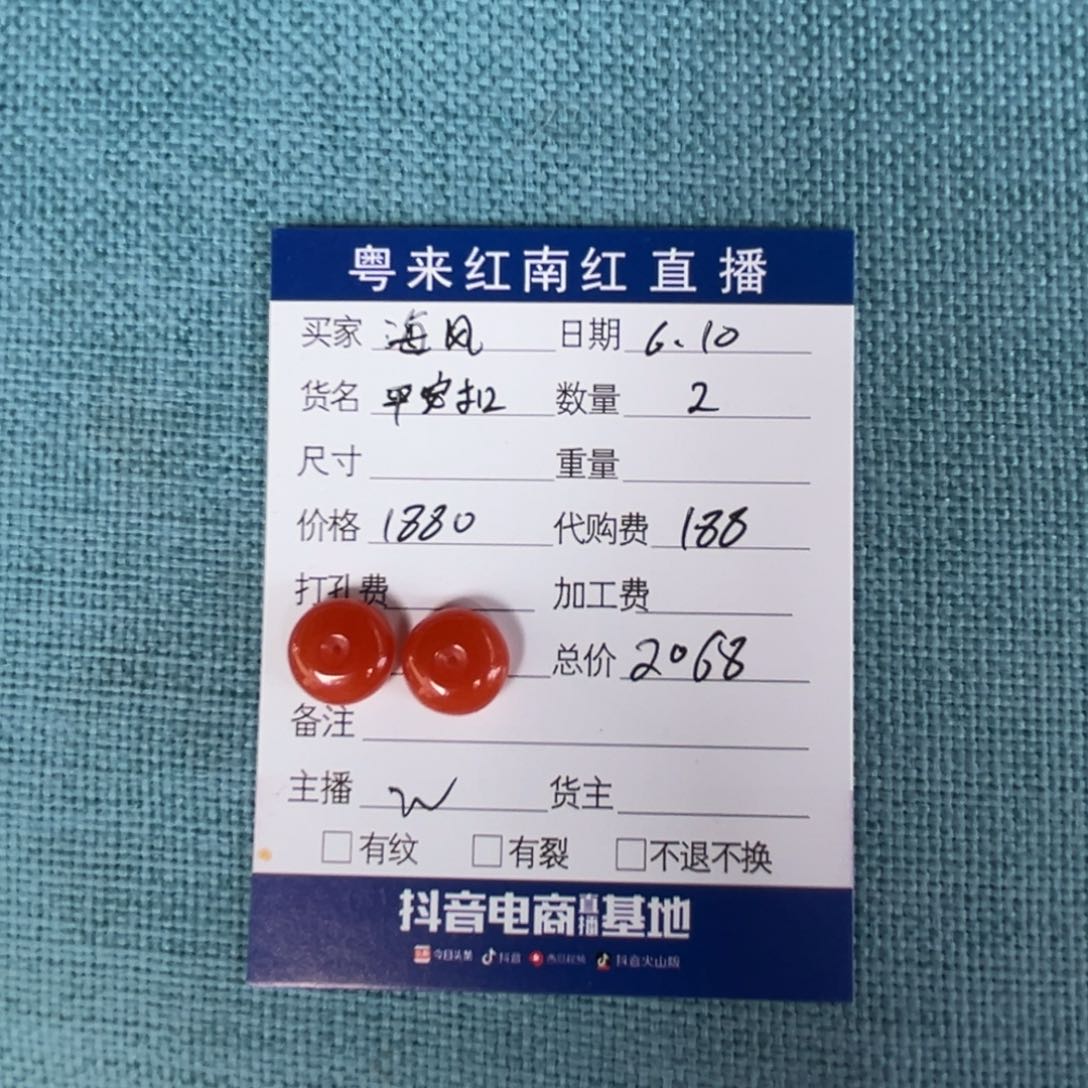 粤来红南红直播
买家 海风 日期 6.10
货名 平安扣 数量 2
尺寸 重量
价格 1880 代购费 188
打孔费 加工费
总价 2068
备注
主播 W 货主
□有纹 □有裂 □不退不换
抖音电商直播基地
今日头条 抖音 西瓜视频 抖音火山版